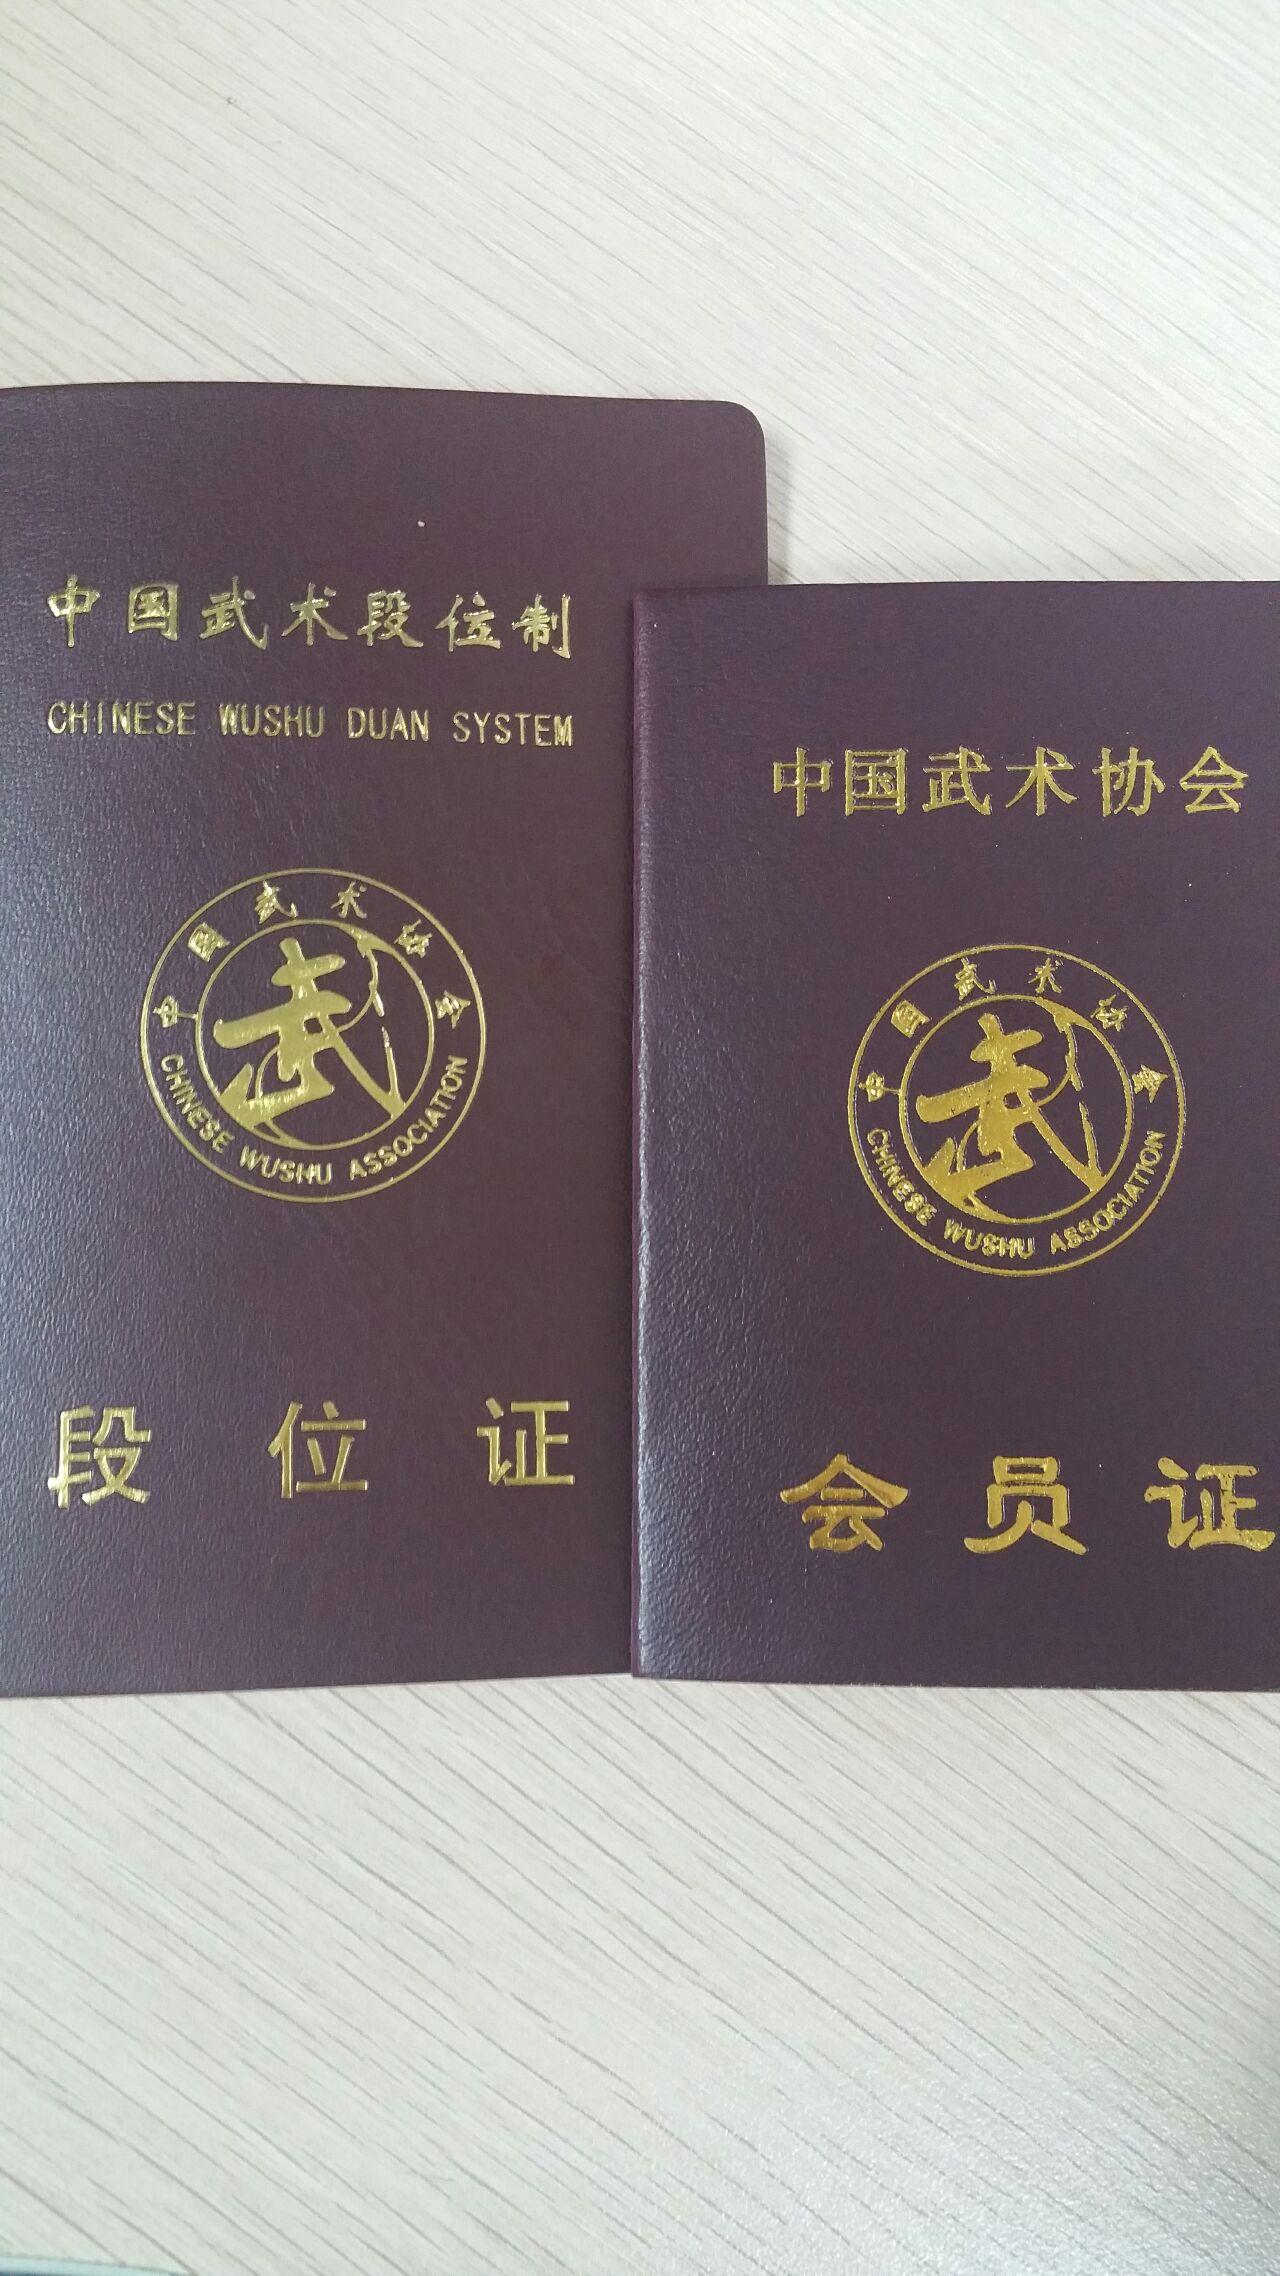 中国武术段位制
CHINESE WUSHU DUAN SYSTEM
中国武术协会
武
CHINESE WUSHU ASSOCIATION
段位证
中国武术协会
中国武术协会
武
CHINESE WUSHU ASSOCIATION
会员证